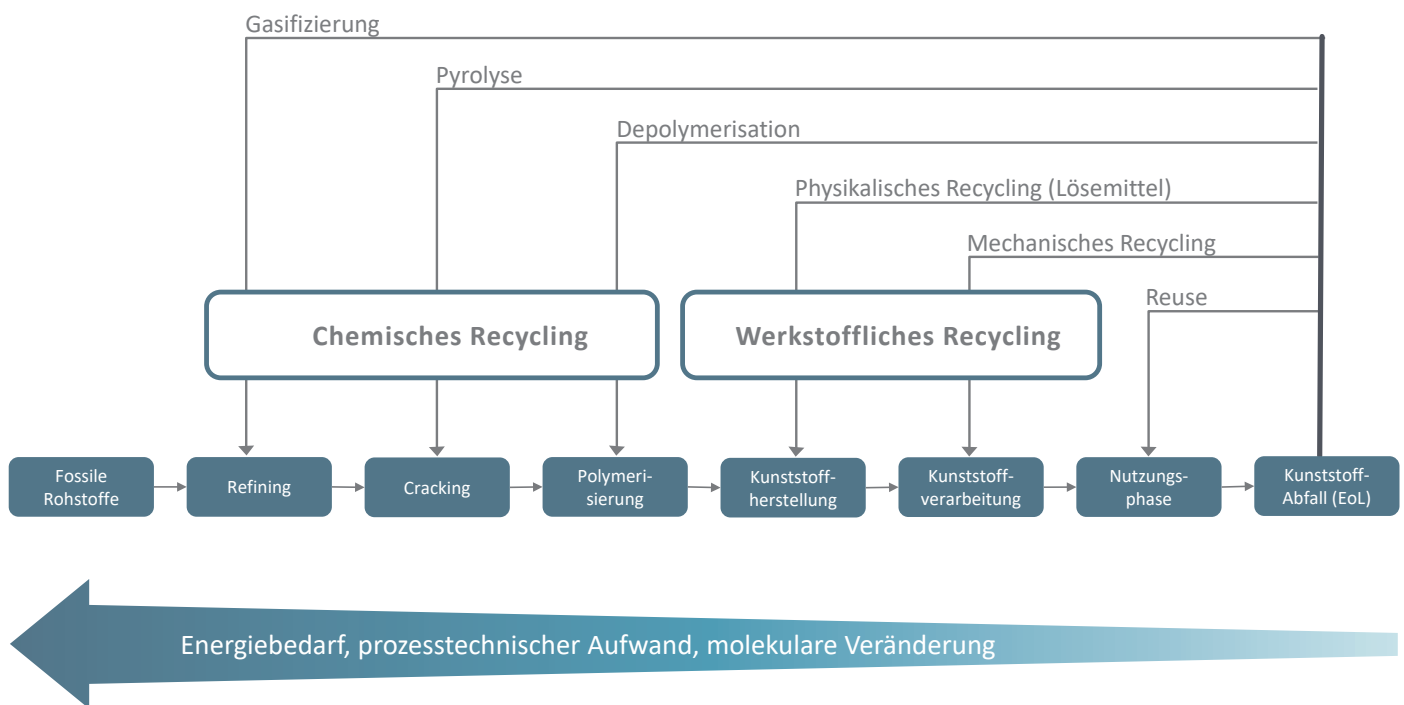 Gasifizierung
Pyrolyse
Depolymerisation
Physikalisches Recycling (Lösemittel)
Mechanisches Recycling
Reuse
Chemisches Recycling
Werkstoffliches Recycling
Fossile
Rohstoffe
Refining
Cracking
Polymeri-
sierung
Kunststoff-
herstellung
Kunststoff-
verarbeitung
Nutzungs-
phase
Kunststoff-
Abfall (EoL)
Energiebedarf, prozesstechnischer Aufwand, molekulare Veränderung